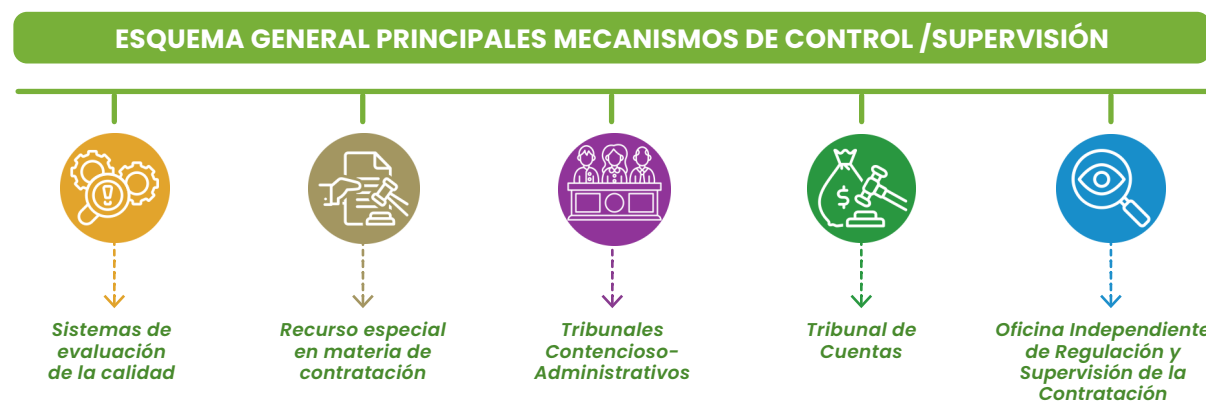 ESQUEMA GENERAL PRINCIPALES MECANISMOS DE CONTROL /SUPERVISIÓN
$
Sistemas de
evaluación
de la calidad
Recurso especial
en materia de
contratación
Tribunales
Contencioso-
Administrativos
Tribunal de
Cuentas
Oficina Independiente
de Regulación y
Supervisión de la
Contratación